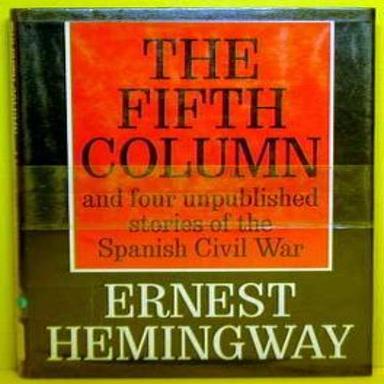 THE
FIFTH
COLUMN
and four unpublished
stories of the
Spanish Civil War
ERNEST
HEMINGWAY